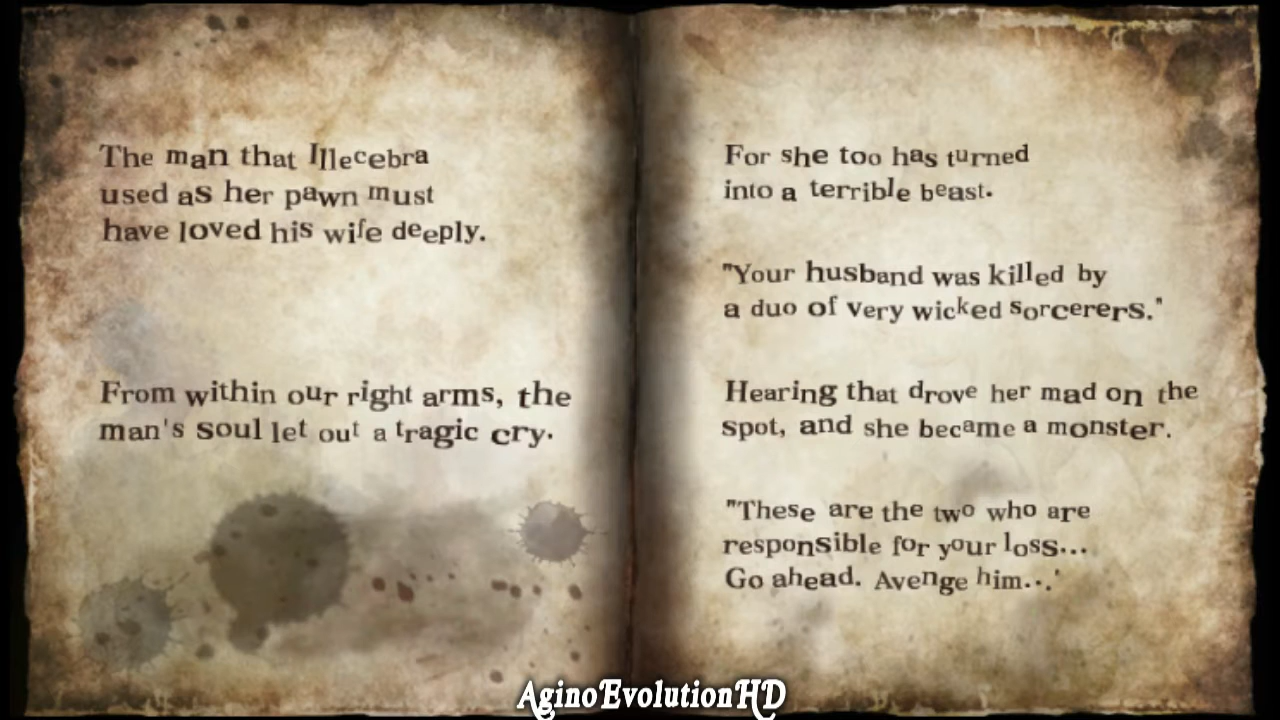 The man that Illecebra
used as her pawn must
have loved his wife deeply.
From within our right arms, the
man's soul let out a tragic cry.
For she too has turned
into a terrible beast.
"Your husband was killed by
a duo of very wicked sorcerers."
Hearing that drove her mad on the
spot, and she became a monster.
"These are the two who are
responsible for your loss...
Go ahead. Avenge him..."
AginoEvolutionHD